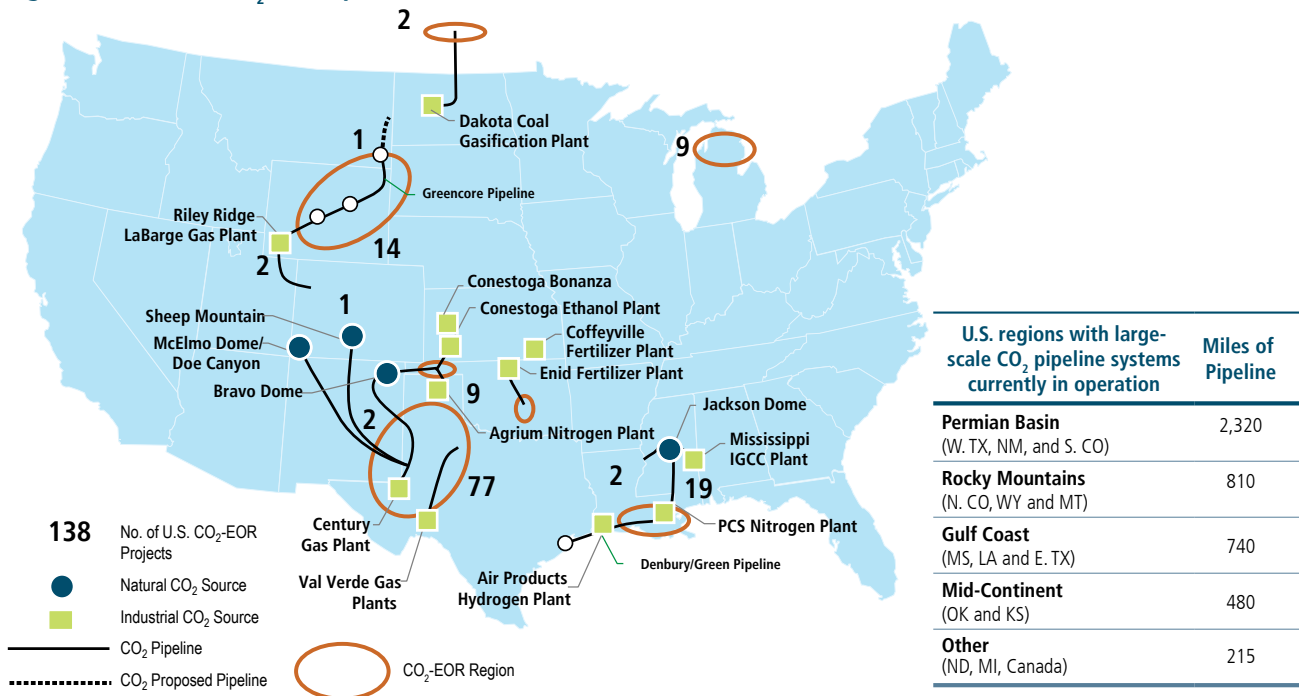 2
Dakota Coal
Gasification Plant
1
9
Greencore Pipeline
Riley Ridge
LaBarge Gas Plant
14
2
Conestoga Bonanza
1
Conestoga Ethanol Plant
Sheep Mountain
Coffeyville
Fertilizer Plant
McElmo Dome/
Doe Canyon
Enid Fertilizer Plant
Bravo Dome
9
Jackson Dome
2
Agrium Nitrogen Plant
Mississippi
IGCC Plant
2
77
19
Century
Gas Plant
PCS Nitrogen Plant
Val Verde Gas
Plants
Air Products
Hydrogen Plant
Denbury/Green Pipeline
138
No. of U.S. CO₂-EOR
Projects
Natural CO₂ Source
Industrial CO₂ Source
CO₂ Pipeline
CO₂ Proposed Pipeline
CO₂-EOR Region
U.S. regions with large-
scale CO₂ pipeline systems
currently in operation
Miles of
Pipeline
Permian Basin
(W. TX, NM, and S. CO)
2,320
Rocky Mountains
(N. CO, WY and MT)
810
Gulf Coast
(MS, LA and E. TX)
740
Mid-Continent
(OK and KS)
480
Other
(ND, MI, Canada)
215